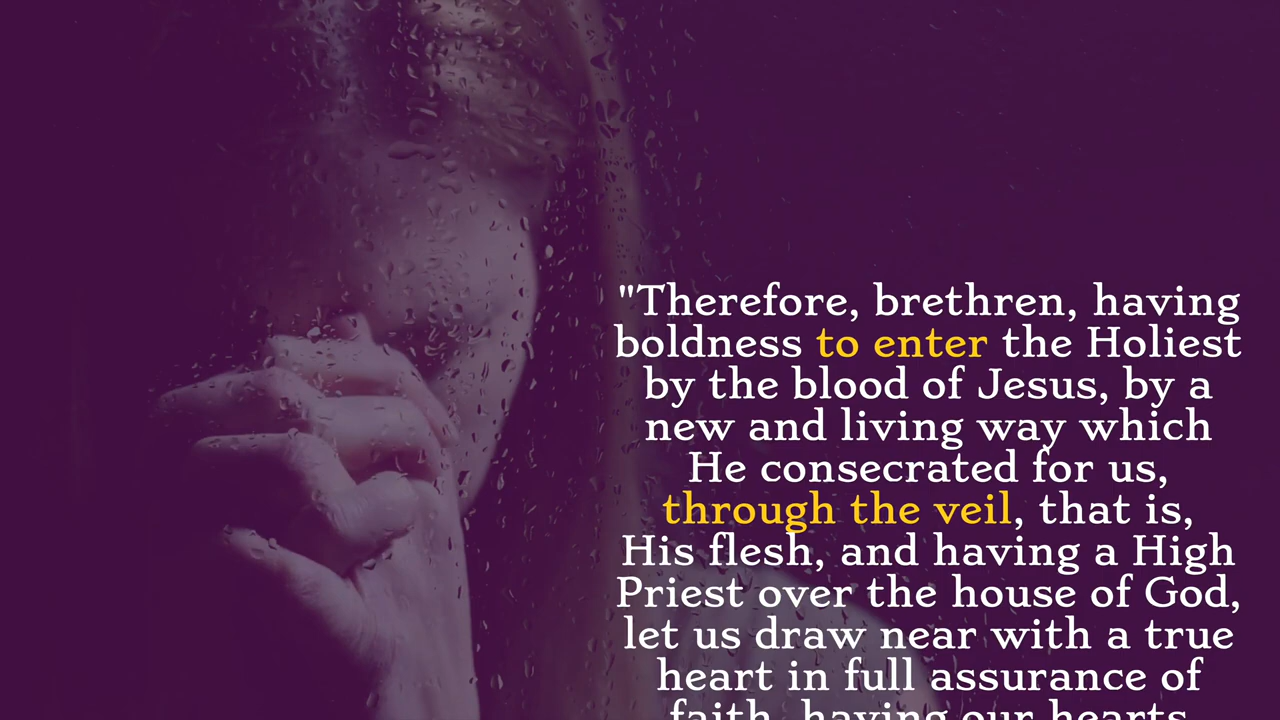 "Therefore, brethren, having
boldness to enter the Holiest
by the blood of Jesus, by a
new and living way which
He consecrated for us,
through the veil, that is,
His flesh, and having a High
Priest over the house of God,
let us draw near with a true
heart in full assurance of
faith, having our hearts